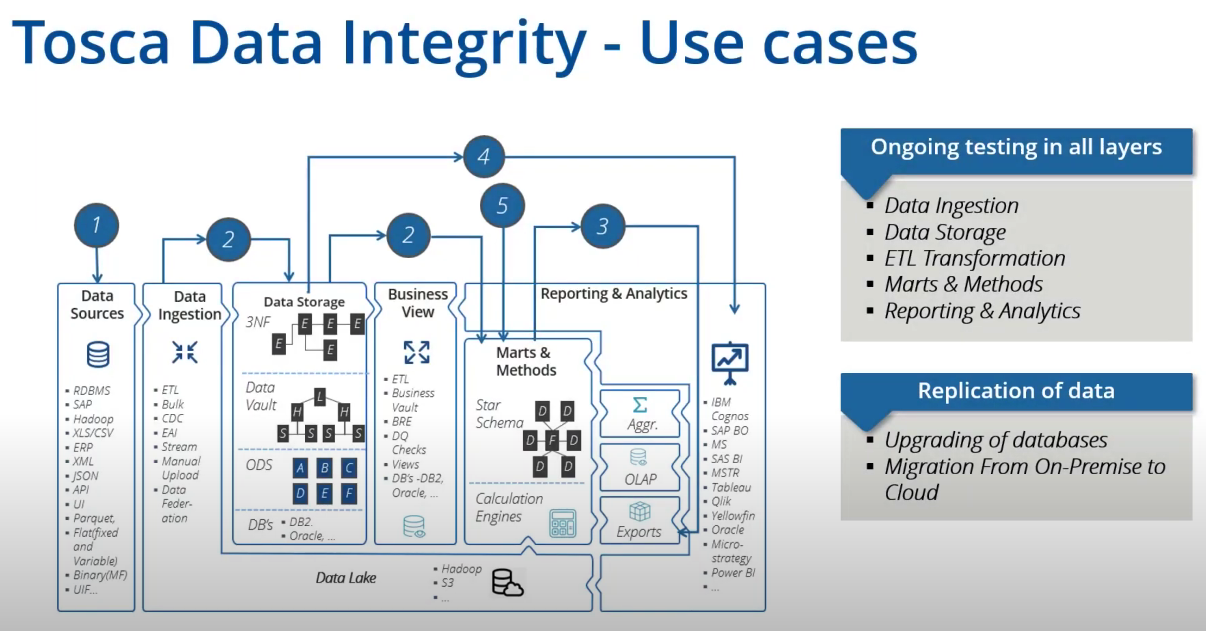 Tosca Data Integrity - Use cases
4
5
1
2
2
3
Data
Sources
▪ RDBMS
▪ SAP
▪ Hadoop
▪ XLS/CSV
▪ ERP
▪ XML
▪ JSON
▪ API
▪ UI
▪ Parquet,
▪ Flat(fixed
and
Variable)
▪ Binary(MF)
▪ UIF...
Data
Ingestion
▪ ETL
▪ Bulk
▪ CDC
▪ EAI
▪ Stream
▪ Manual
Upload
▪ Data
Feder-
ation
Data Storage
3NF
E E E
E E
Data
Vault
L
H H
S S S S
ODS
A B C
D E F
DB's
▪ DB2.
▪ Oracle, ...
Business
View
▪ ETL
▪ Business
Vault
▪ BRE
▪ DQ
Checks
▪ Views
▪ DB's -DB2,
Oracle, ...
Reporting & Analytics
Marts &
Methods
Star
Schema
D D
D F D
D D
Calculation
Engines
Σ
Aggr.
OLAP
Exports
▪ IBM
Cognos
▪ SAP BO
▪ MS
▪ SAS BI
▪ MSTR
▪ Tableau
▪ Qlik
▪ Yellowfin
▪ Oracle
▪ Micro-
strategy
▪ Power BI
▪ ...
Data Lake
▪ Hadoop
▪ S3
▪ ...
Ongoing testing in all layers
▪ Data Ingestion
▪ Data Storage
▪ ETL Transformation
▪ Marts & Methods
▪ Reporting & Analytics
Replication of data
▪ Upgrading of databases
▪ Migration From On-Premise to
Cloud